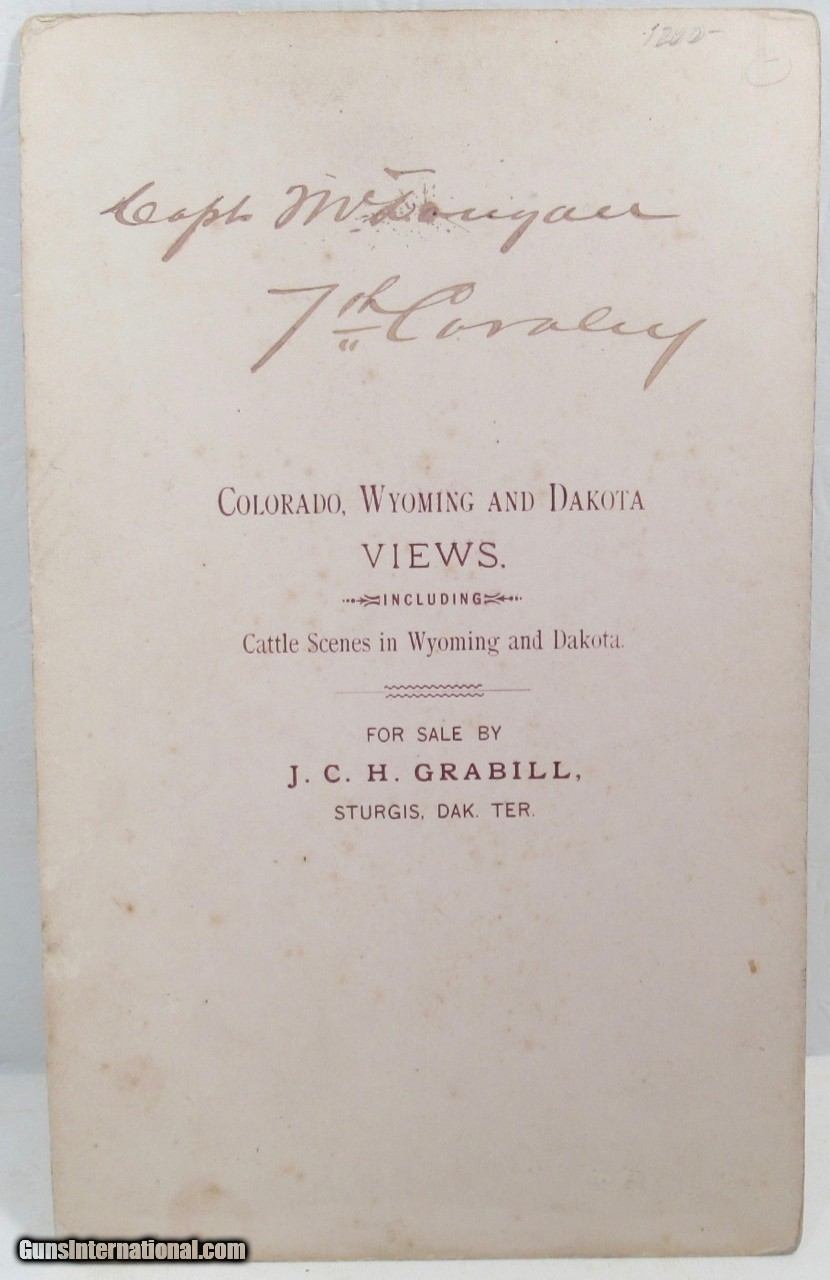 1200-
Capt McDougall
7th Cavalry
COLORADO, WYOMING AND DAKOTA
VIEWS.
INCLUDING
Cattle Scenes in Wyoming and Dakota.
FOR SALE BY
J. C. H. GRABILL,
STURGIS, DAK. TER.
GunsInternational.com